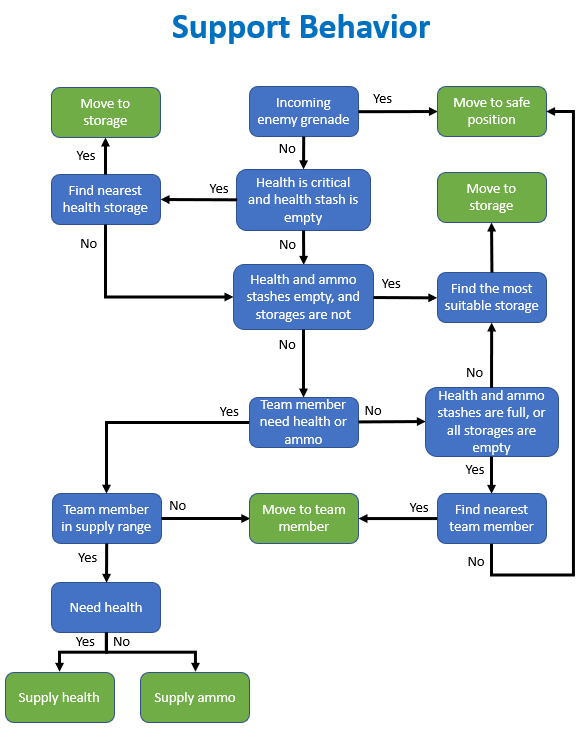 Support Behavior
Move to
storage
Incoming
enemy grenade
Yes
Move to safe
position
Yes
No
Find nearest
health storage
Yes
Health is critical
and health stash is
empty
Move to
storage
No
No
Health and ammo
stashes empty, and
storages are not
Yes
Find the most
suitable storage
No
No
Yes
Team member
need health or
ammo
No
Health and ammo
stashes are full, or
all storages are
empty
Yes
Team member
in supply range
No
Move to team
member
Yes
Find nearest
team member
Yes
No
Need health
Yes
No
Supply health
Supply ammo